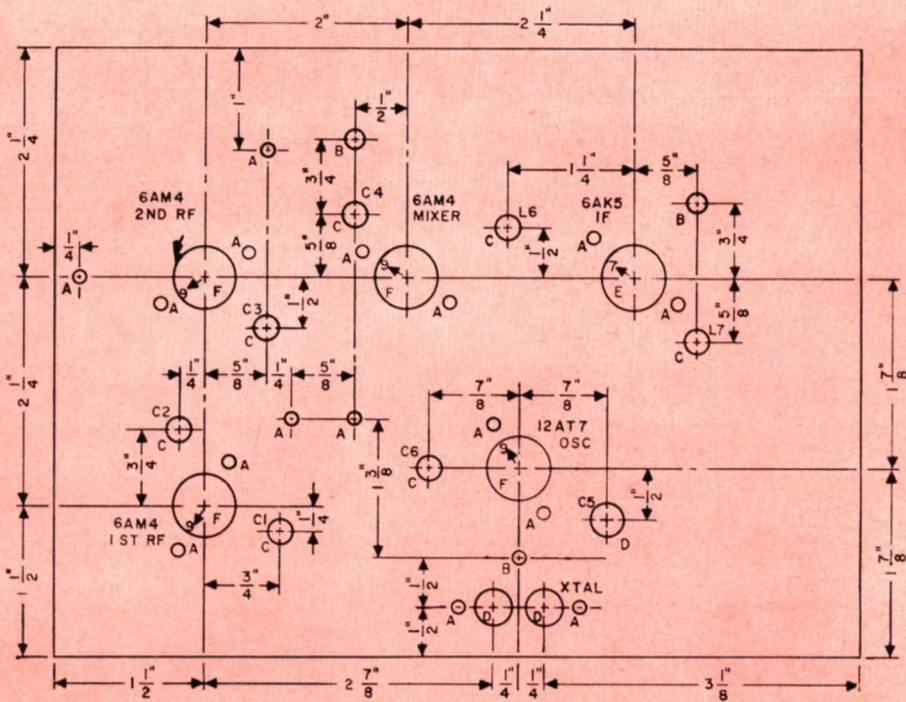 2" 2 1/4"
1" 1/2"
2 1/4" 3/4" B 1 1/4" 5/8"
A C4 6AM4 MIXER L6 6AK5 IF B
6AM4 2ND RF 5/8" C C 1/2" 3/4"
1/4" A A A
A 9 F 9 F 7 E
A C3 1/2" A A 5/8"
C L7
C
2 1/4" 1/4" 5/8" 1/4" 5/8" 7/8" 7/8" 1 7/8"
C2 A A A 12AT7 OSC
C
3/4" A C6 9 F
C 1 3/8" 1/2"
9 F C1 1/4" C5
6AM4 1ST RF A C A D
1 1/2" 3/4" B 1 7/8"
1/2" XTAL
A D D A
1/2"
1 1/2" 2 7/8" 1/4" 1/4" 3 1/8"